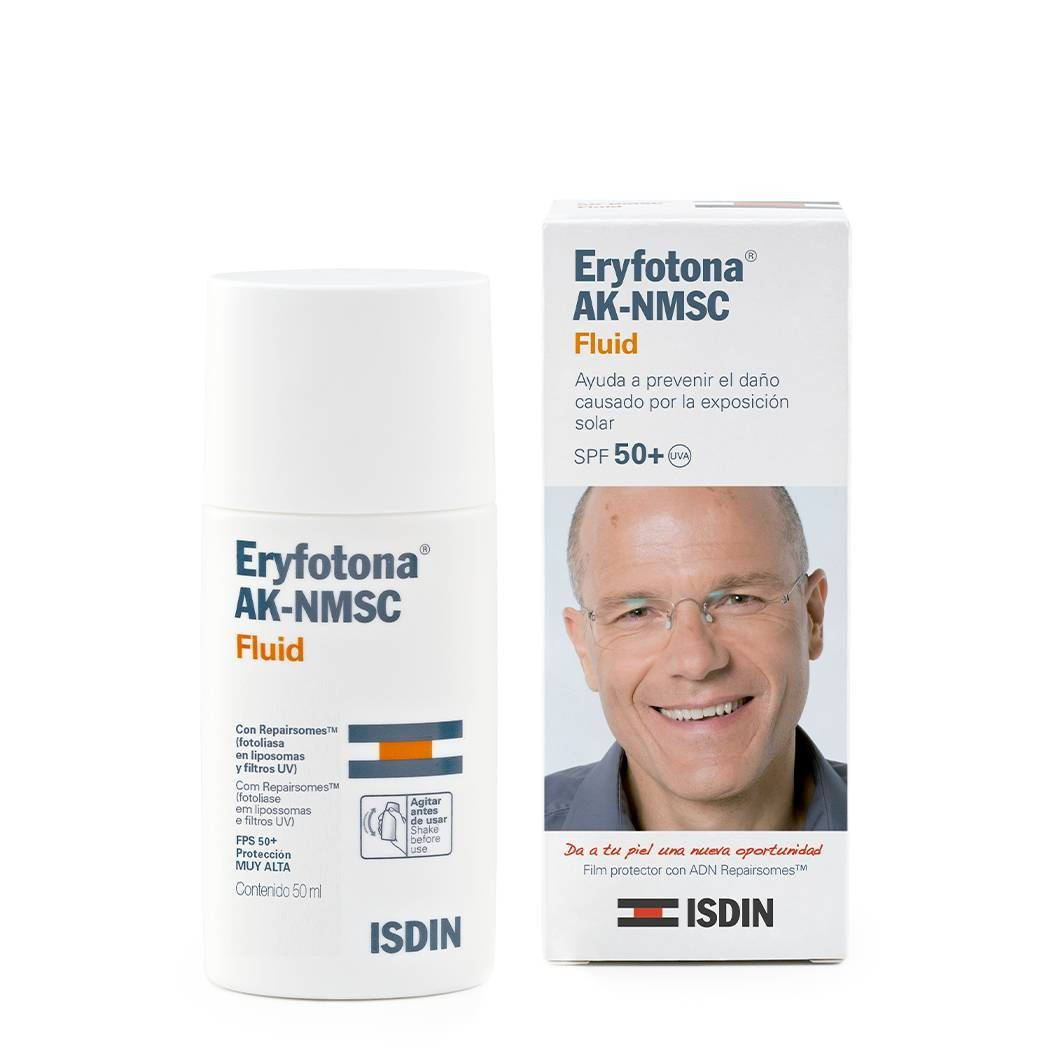 Eryfotona®
AK-NMSC
Fluid
Con Repairsomes™
(fotoliasa
en liposomas
y filtros UV)
Com Repairsomes™
(fotoliase
em lipossomas
e filtros UV)
FPS 50+
Protección
MUY ALTA
Contenido 50 ml
Agitar
antes
de usar
Shake
before
use
ISDIN
AK-NMSC
Fluid
Eryfotona®
AK-NMSC
Fluid
Ayuda a prevenir el daño
causado por la exposición
solar
SPF 50+ UVA
Da a tu piel una nueva oportunidad
Film protector con ADN Repairsomes™
ISDIN